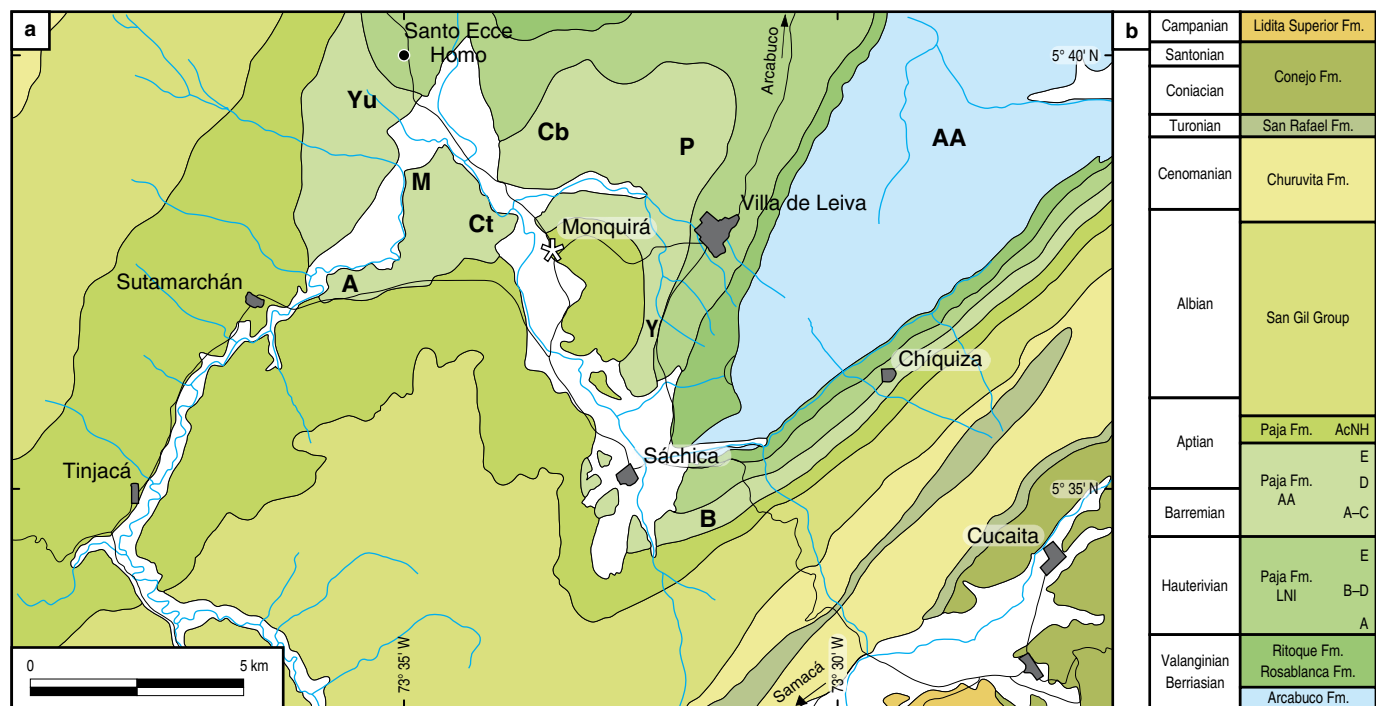 a
Santo Ecce
Homo
Arcabuco
5° 40' N
Yu
Cb
P
AA
M
Villa de Leiva
Ct
Monquirá
Sutamarchán
A
Y
Chíquiza
Sáchica
Tinjacá
5° 35' N
B
Cucaita
0
5 km
73° 35' W
Samacá
73° 30' W
b
Campanian
Lidita Superior Fm.
Santonian
Conejo Fm.
Coniacian
Turonian
San Rafael Fm.
Cenomanian
Churuvita Fm.
Albian
San Gil Group
Aptian
Paja Fm. AcNH
E
Paja Fm. D
AA
Barremian
A–C
Hauterivian
E
Paja Fm.
LNI B–D
A
Valanginian
Berriasian
Ritoque Fm.
Rosablanca Fm.
Arcabuco Fm.